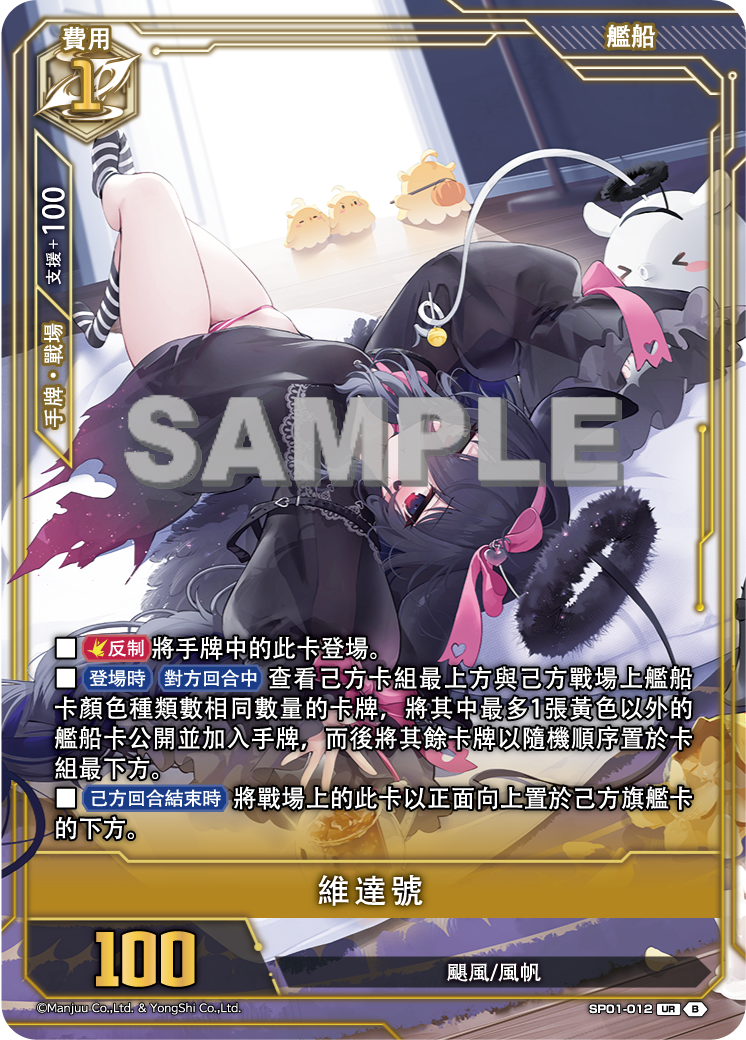 費用
艦船
1
支援+100
手牌・戰場
SAMPLE
■ 反制 將手牌中的此卡登場。
■ 登場時 對方回合中 查看己方卡組最上方與己方戰場上艦船
卡顏色種類數相同數量的卡牌，將其中最多1張黃色以外的
艦船卡公開並加入手牌，而後將其餘卡牌以隨機順序置於卡
組最下方。
■ 己方回合結束時 將戰場上的此卡以正面向上置於己方旗艦卡
的下方。
維達號
100
颶風/風帆
©Manjuu Co.,Ltd. & YongShi Co.,Ltd.
SP01-012 UR B